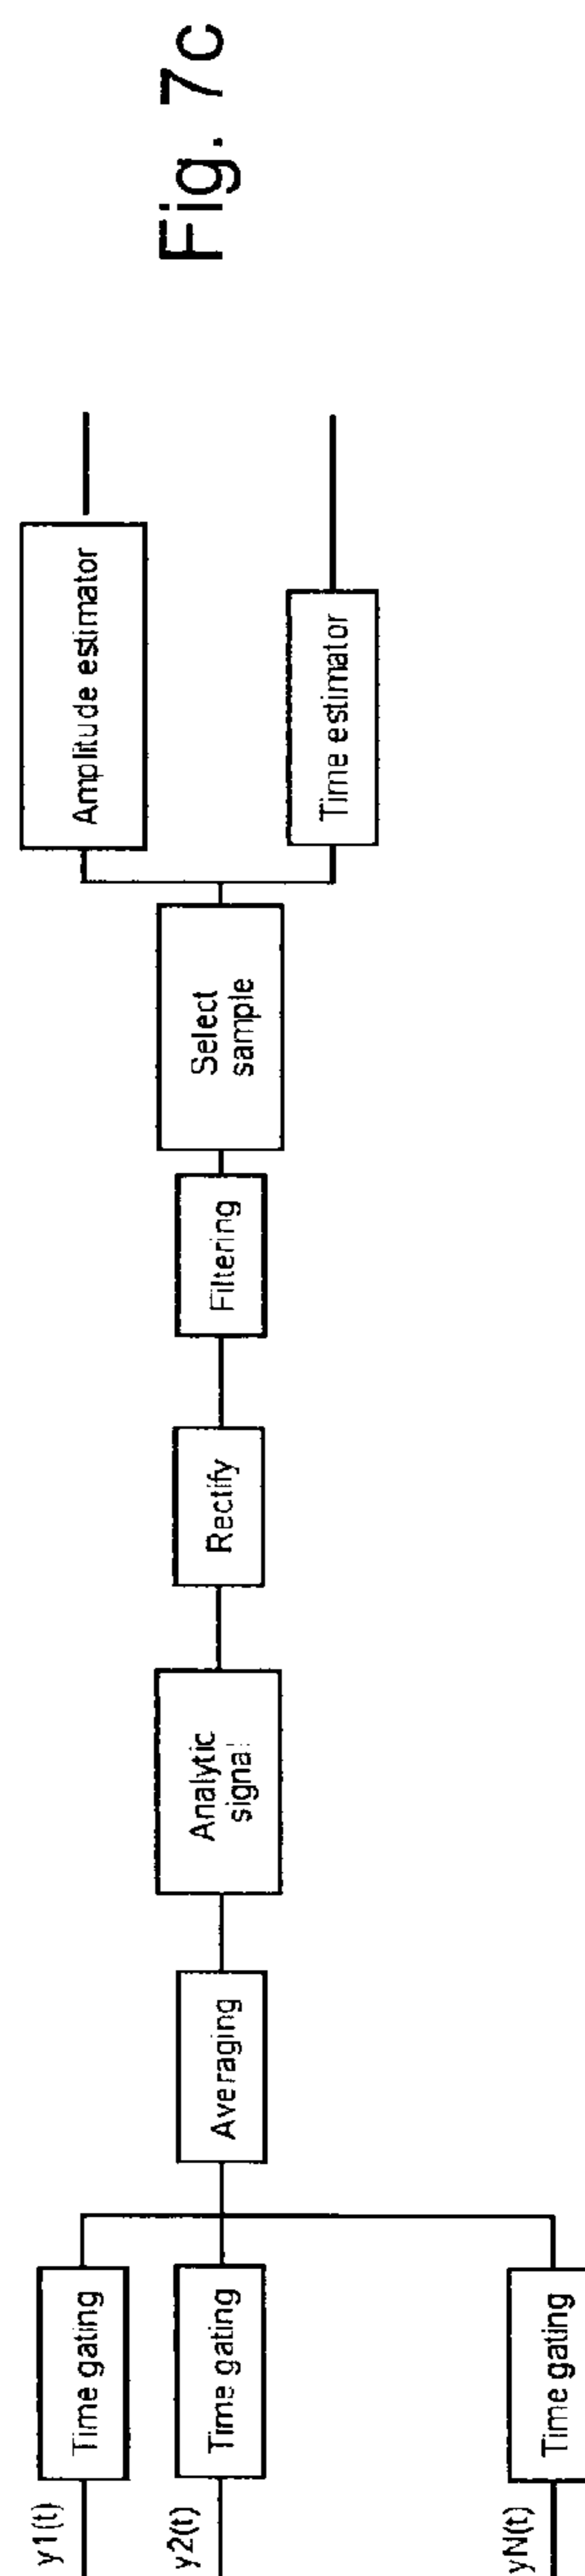 y1(t)
Time gating
y2(t)
Time gating
yN(t)
Time gating
Averaging
Analytic
signal
Rectify
Filtering
Select
sample
Amplitude estimator
Time estimator
Fig. 7c